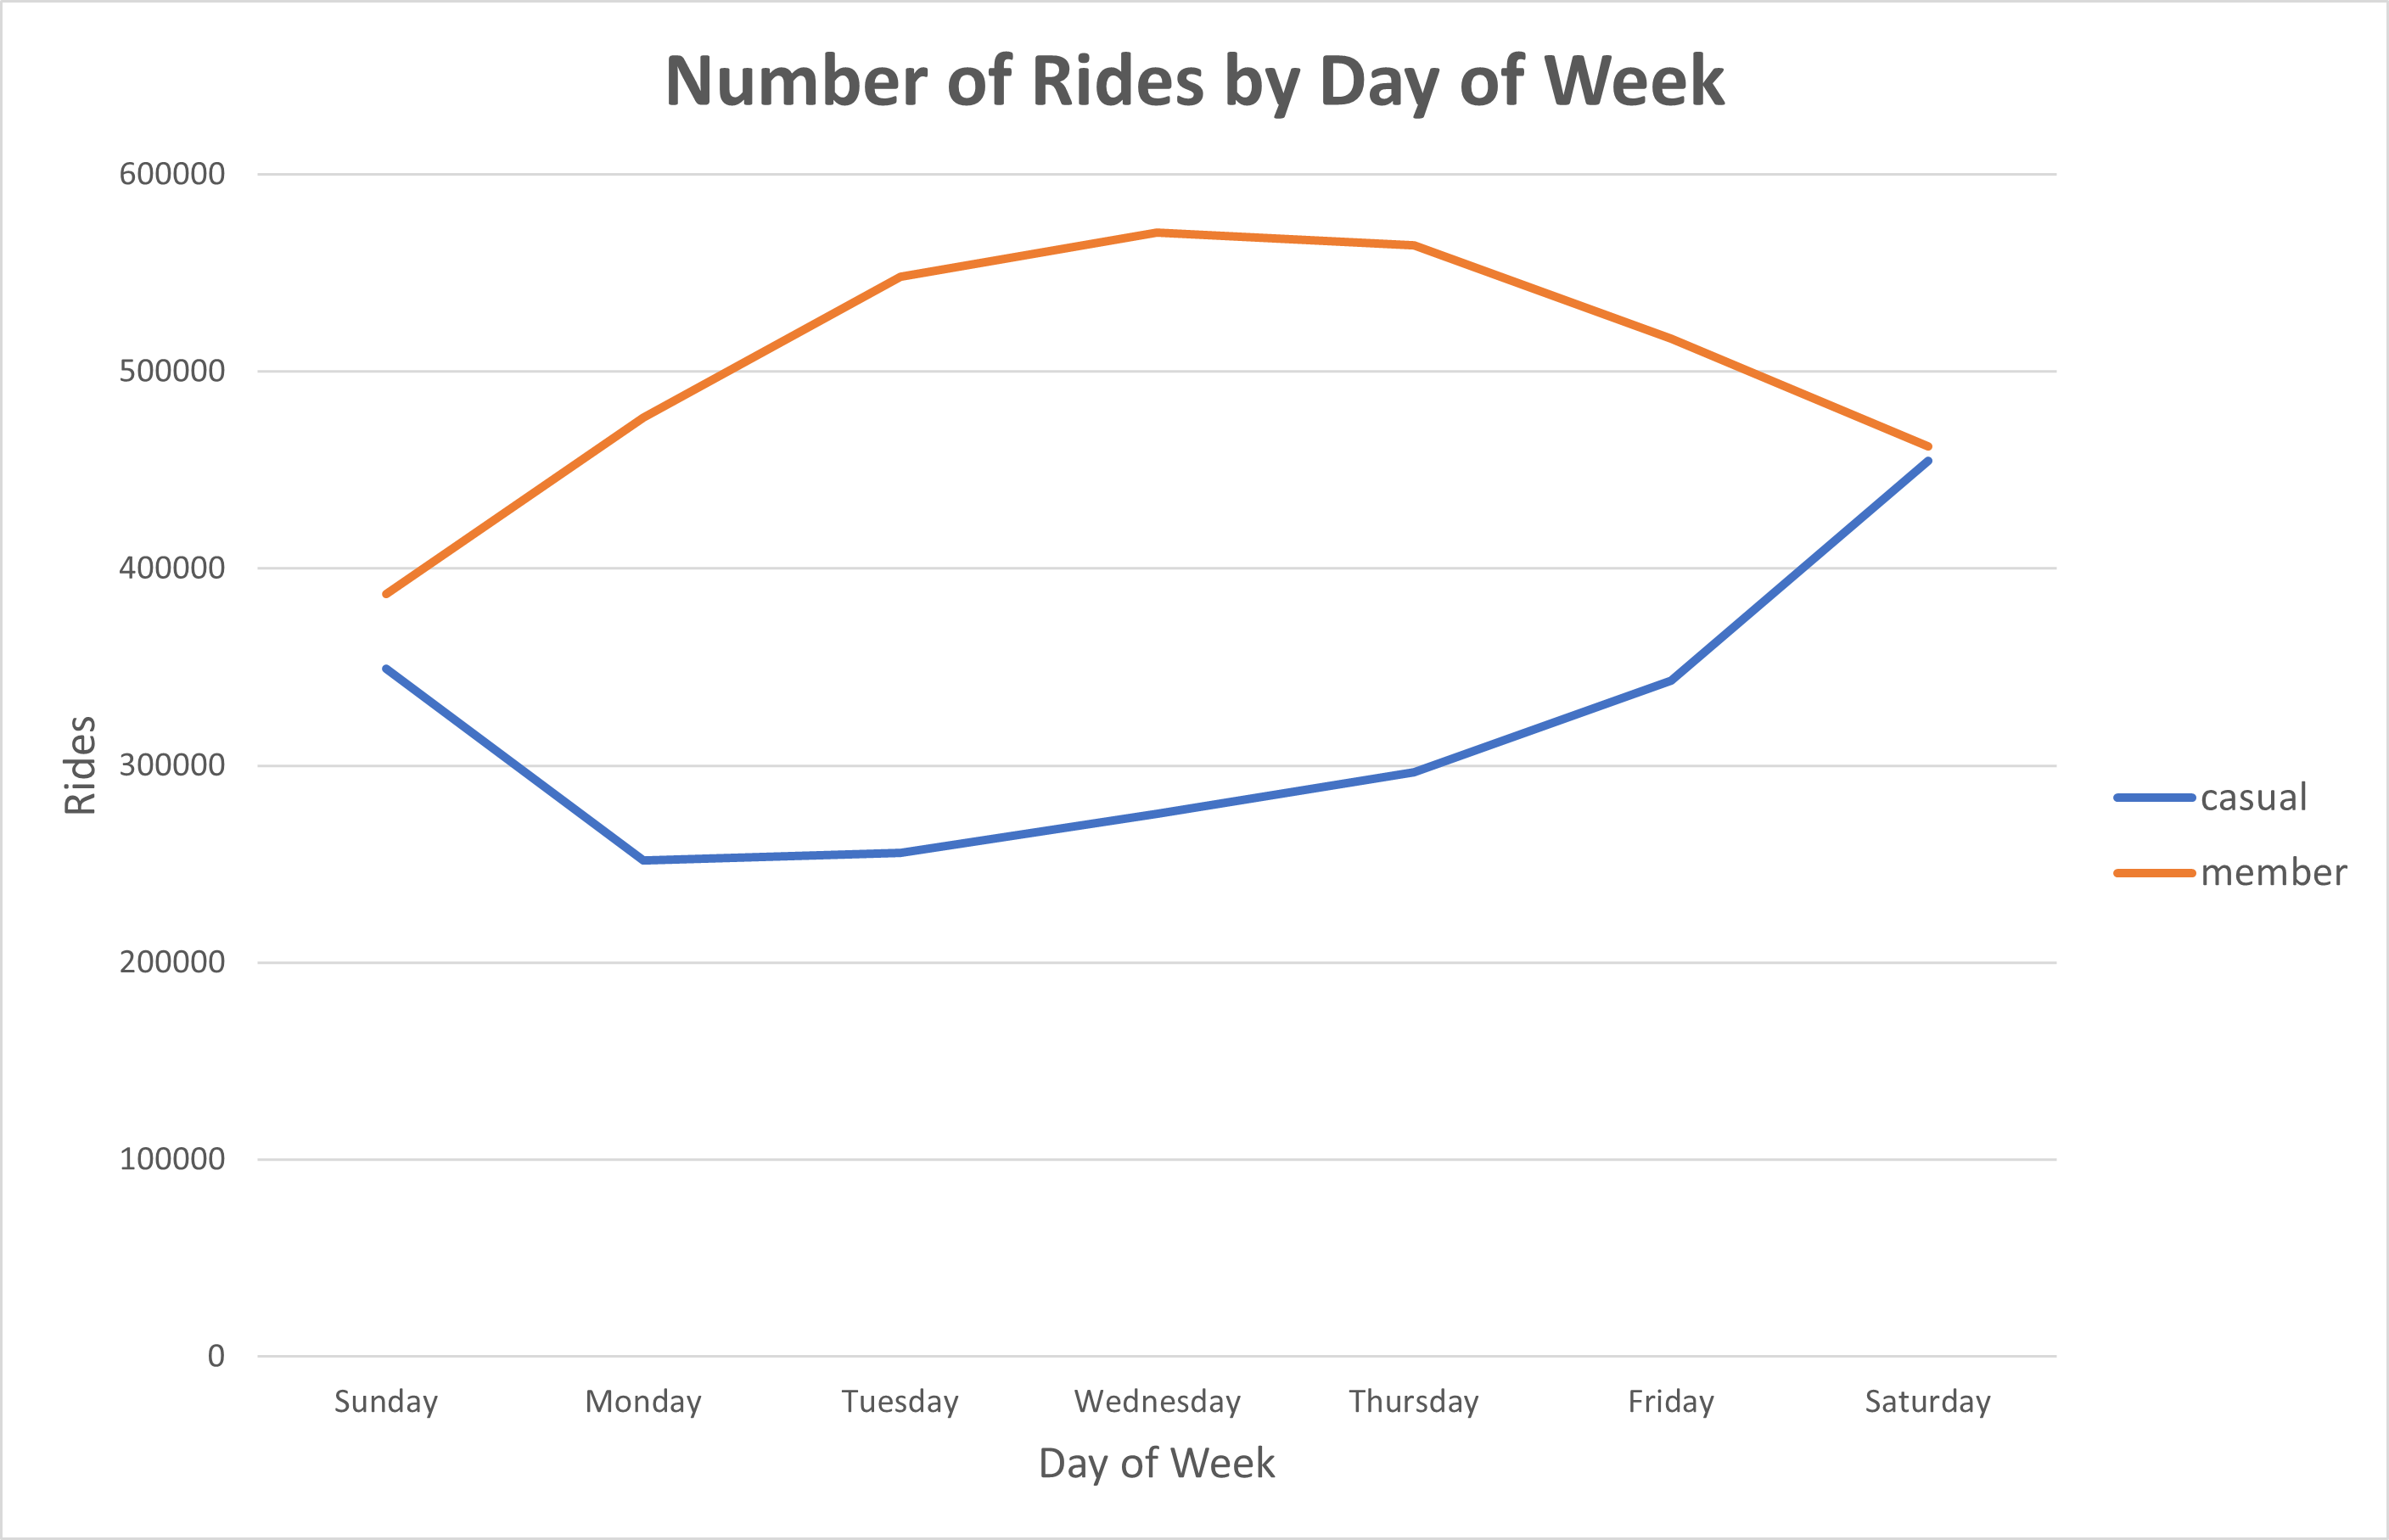 Number of Rides by Day of Week
600000
500000
400000
300000
200000
100000
0
Rides
Sunday Monday Tuesday Wednesday Thursday Friday Saturday
Day of Week
casual
member